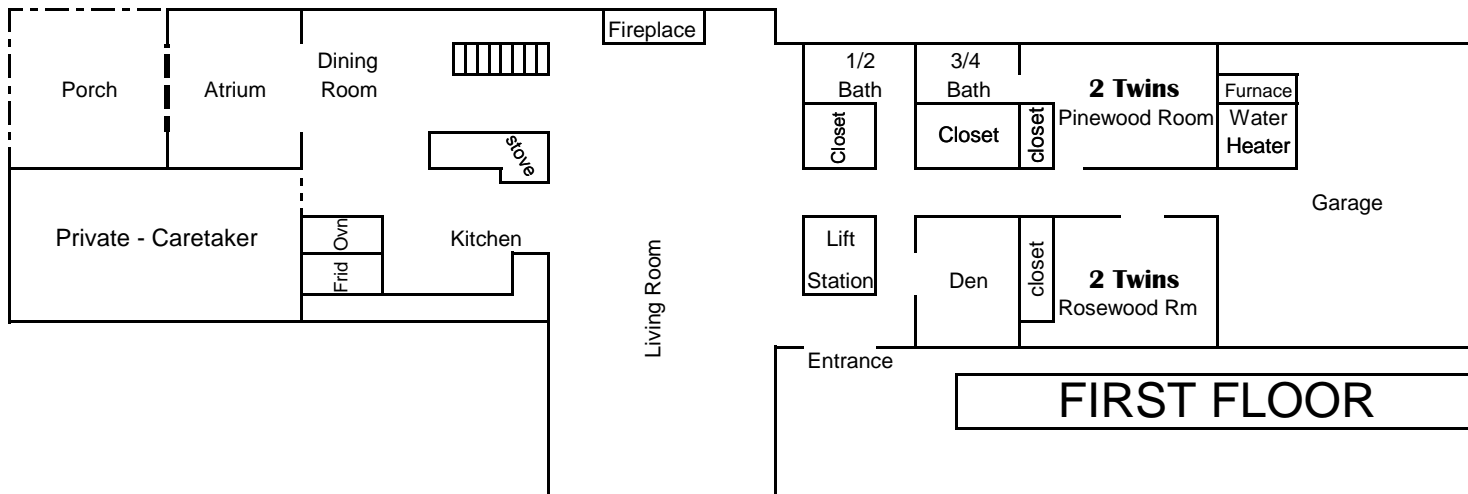 Fireplace
Porch
Atrium
Dining
Room
1/2
Bath
3/4
Bath
2 Twins
Pinewood Room
Furnace
Water
Heater
stove
Closet
Closet
closet
Garage
Private - Caretaker
Ovn
Frid
Kitchen
Living Room
Lift
Station
Den
closet
2 Twins
Rosewood Rm
Entrance
FIRST FLOOR